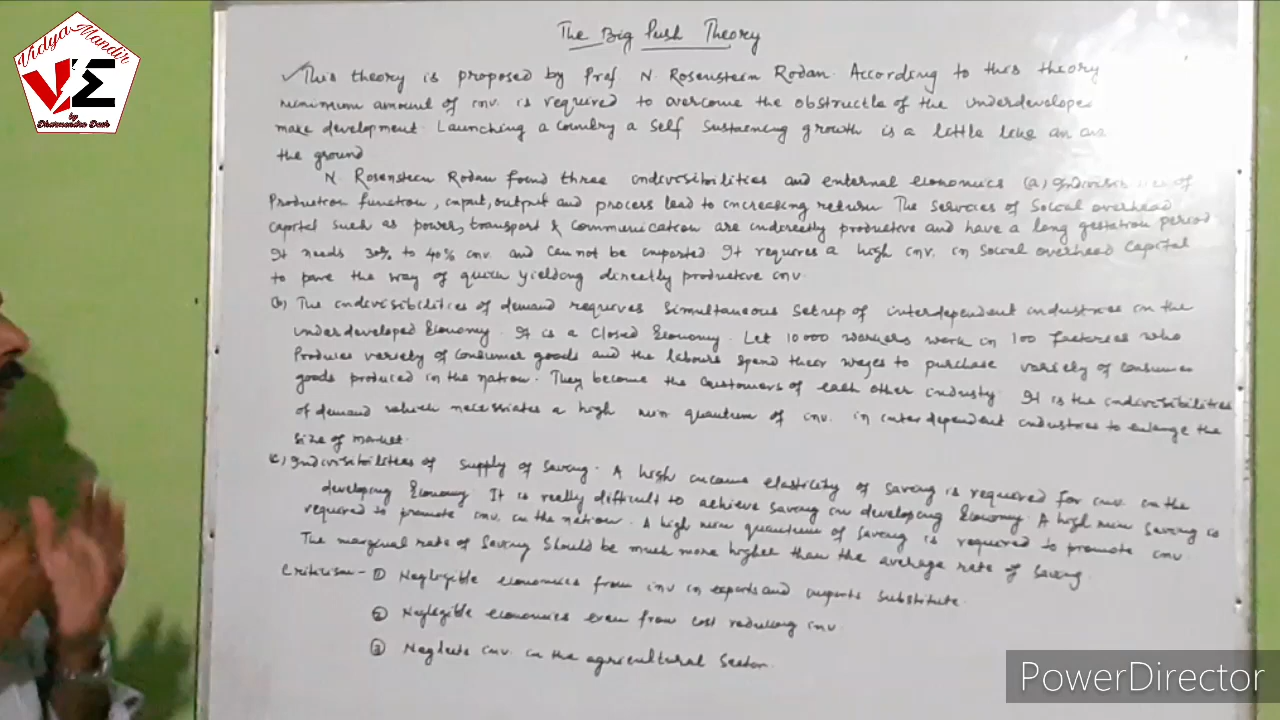 Vidya Mandir
VΣ
by
Dharmendra Dash
The Big Push Theory
This theory is proposed by Prof. N. Rosenstein Rodan. According to this theory
minimum amount of inv. is required to overcome the obstructle of the underdevelope
make development. Launching a Country a Self Sustaining growth is a little like an
the ground
N. Rosenstein Rodan found three indivisibilities and external economics (a) Indivisibilities of
Production function, input, output and process lead to increasing return. The Services of Social overhead
capital such as power, transport & communication are indirectly productive and have a long gestation period
It needs 30% to 40% inv. and cannot be imported. It requires a high inv. in Social overhead Capital
to pave the way of quick yielding directly productive inv.
b) The indivisibilities of demand requires Simultaneous Setup of interdependent industries in the
underdeveloped Economy. It is a Closed Economy. Let 10000 workers work in 100 factories who
Produces variety of consumer goods and the labours spend their wages to purchase variety of consumer
goods produced in the nation. They become the customers of each other industry. It is the indivisibilities
of demand which necessiates a high min quantum of inv. in interdependent industries to enlarge the
Size of market.
(c) Indivisibilities of Supply of Saving. A high income elasticity of Saving is required for inv. in the
developing Economy. It is really difficult to achieve Saving in developing Economy. A high min Saving is
required to promote inv. in the nation. A high min quantum of Saving is required to promote inv
The marginal rate of Saving Should be much more higher than the average rate of Saving.
Criticism - ① Negligible economics from inv in exports and imports Substitute.
② Negligible economies even from cost reducing inv.
③ Neglects inv. in the agricultural Sector.
PowerDirector